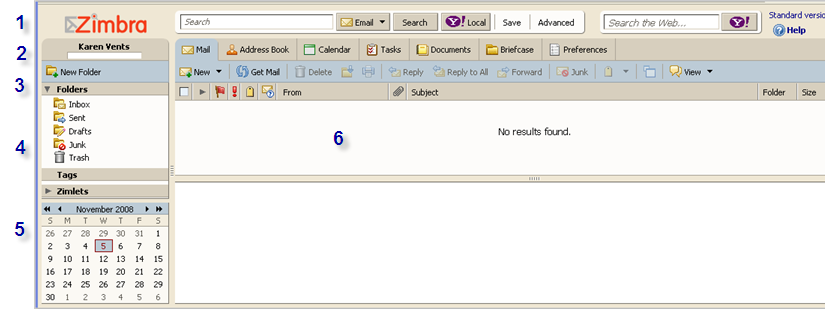 1
Zimbra
Search
Email
Search
Y! Local
Save
Advanced
Search the Web...
Y!
Standard versio
Help
2
Karen Vents
Mail
Address Book
Calendar
Tasks
Documents
Briefcase
Preferences
New Folder
New
Get Mail
Delete
Reply
Reply to All
Forward
Junk
View
3
Folders
From
Subject
Folder
Size
Inbox
Sent
Drafts
4
Junk
Trash
6
No results found.
Tags
Zimlets
5
November 2008
S M T W T F S
26 27 28 29 30 31 1
2 3 4 5 6 7 8
9 10 11 12 13 14 15
16 17 18 19 20 21 22
23 24 25 26 27 28 29
30 1 2 3 4 5 6